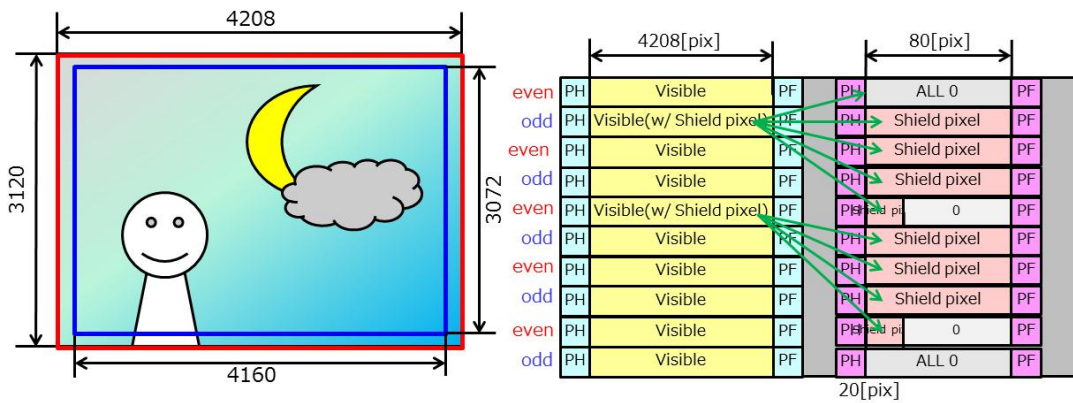 4208
3120
3072
4160
4208[pix]
80[pix]
even PH Visible PF PH ALL 0 PF
odd PH Visible(w/ Shield pixel) PF PH Shield pixel PF
even PH Visible PF PH Shield pixel PF
odd PH Visible PF PH Shield pixel PF
even PH Visible(w/ Shield pixel) PF PH Shield pix 0 PF
odd PH Visible PF PH Shield pixel PF
even PH Visible PF PH Shield pixel PF
odd PH Visible PF PH Shield pixel PF
even PH Visible PF PH Shield pix 0 PF
odd PH Visible PF PH ALL 0 PF
20[pix]